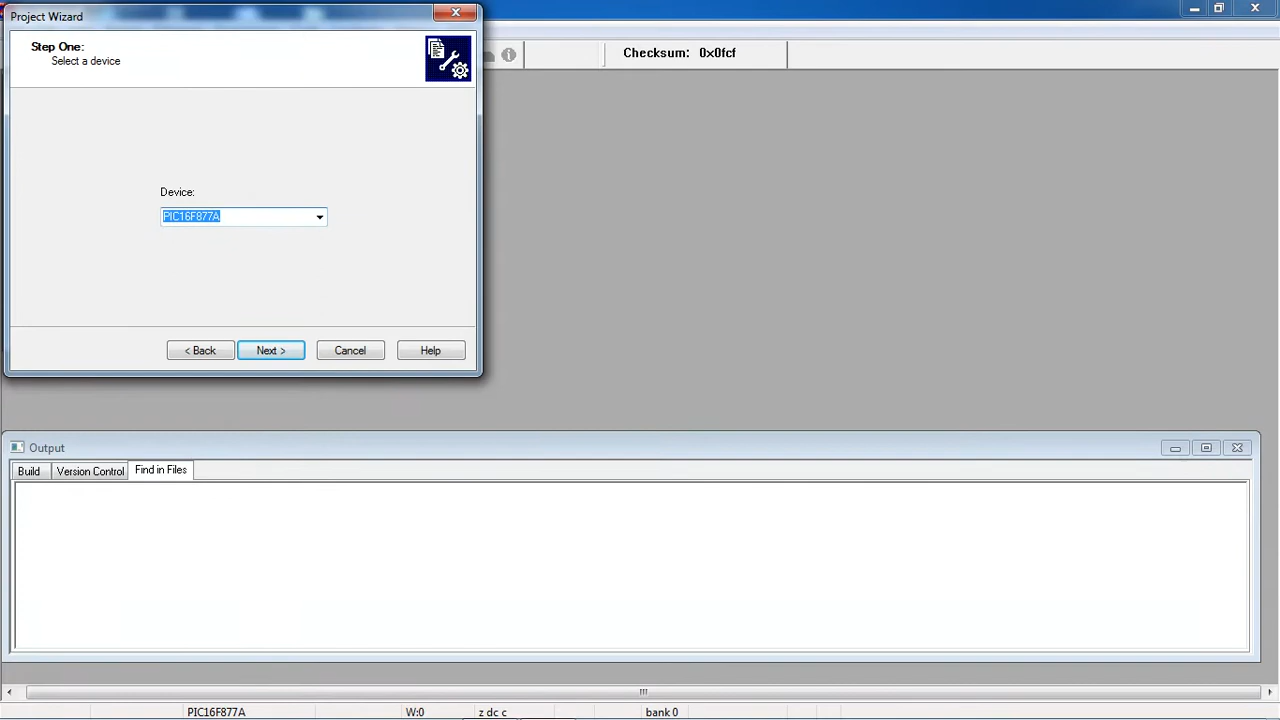 Project Wizard
Step One:
Select a device
Checksum: 0x0fcf
Device:
PIC16F877A
< Back
Next >
Cancel
Help
Output
Build
Version Control
Find in Files
PIC16F877A
W:0
z dc c
bank 0